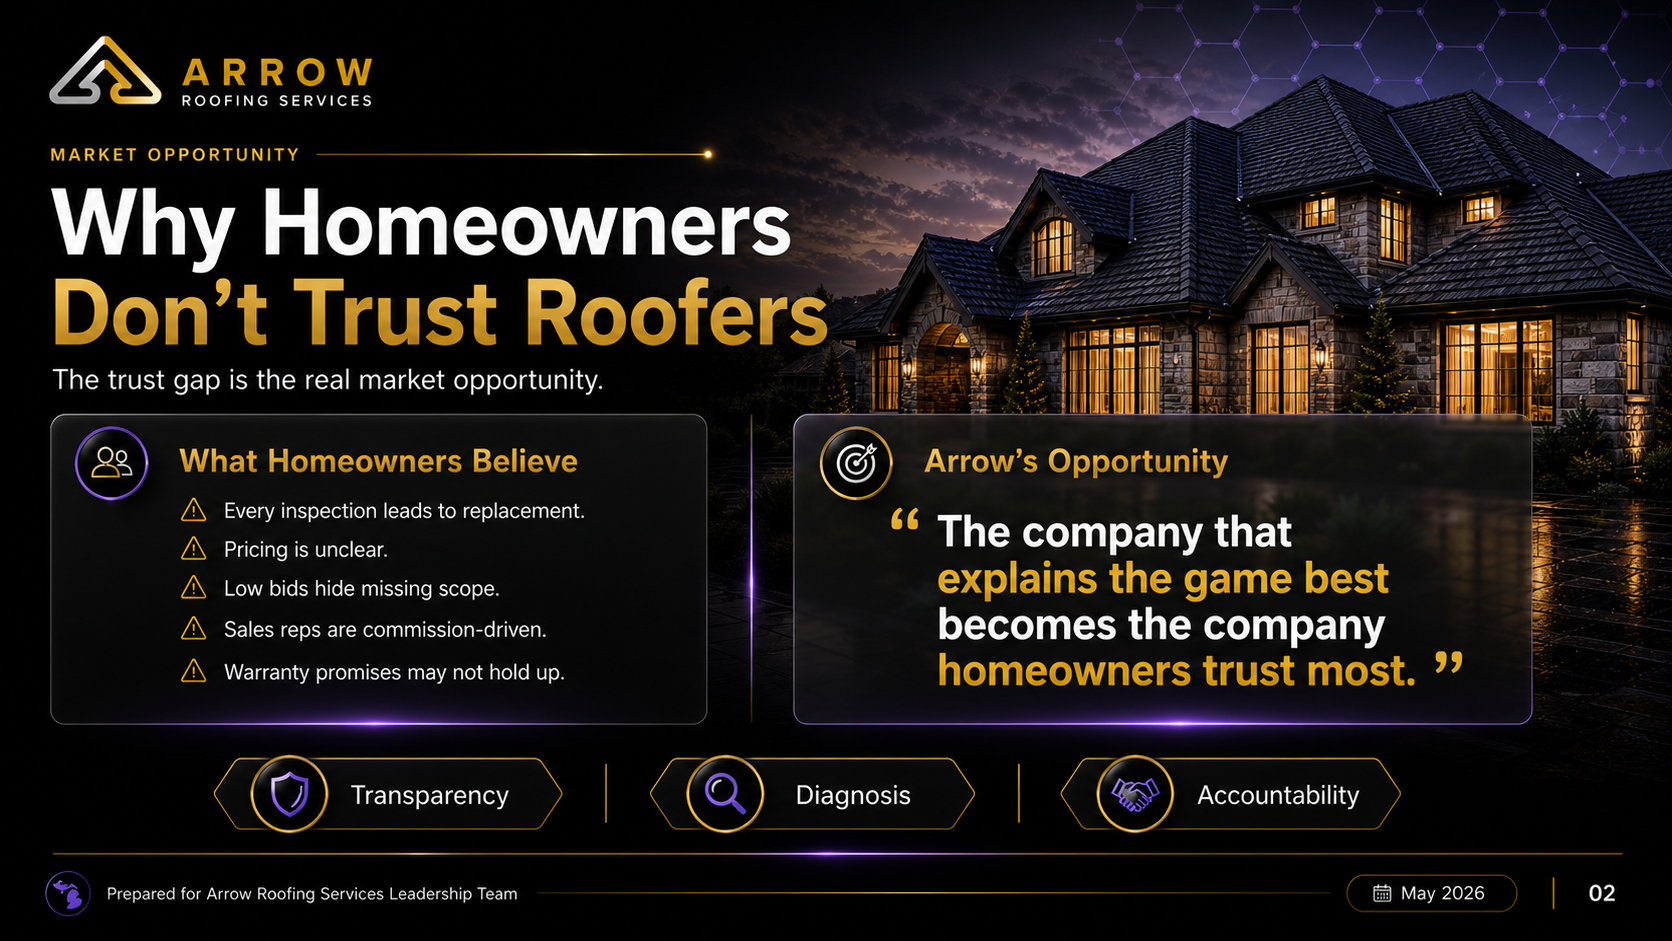 ARROW
ROOFING SERVICES
MARKET OPPORTUNITY
Why Homeowners
Don’t Trust Roofers
The trust gap is the real market opportunity.
What Homeowners Believe
Every inspection leads to replacement.
Pricing is unclear.
Low bids hide missing scope.
Sales reps are commission-driven.
Warranty promises may not hold up.
Arrow’s Opportunity
“ The company that
explains the game best
becomes the company
homeowners trust most. ”
Transparency
Diagnosis
Accountability
Prepared for Arrow Roofing Services Leadership Team
May 2026
02